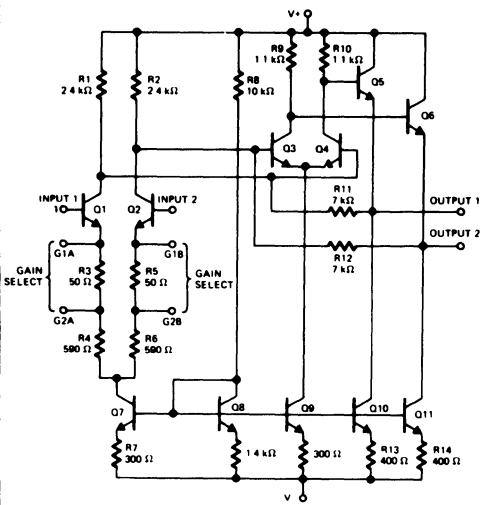 V+
R9
1 1 kΩ
R10
1 1 kΩ
R1
2 4 kΩ
R2
2 4 kΩ
R8
10 kΩ
Q5
Q6
Q3
Q4
INPUT 1
1
Q1
Q2
INPUT 2
R11
7 kΩ
OUTPUT 1
OUTPUT 2
R12
7 kΩ
G1A
G1B
GAIN
SELECT
R3
50 Ω
R5
50 Ω
GAIN
SELECT
G2A
G2B
R4
590 Ω
R6
590 Ω
Q7
Q8
Q9
Q10
Q11
R7
300 Ω
1 4 kΩ
300 Ω
R13
400 Ω
R14
400 Ω
V